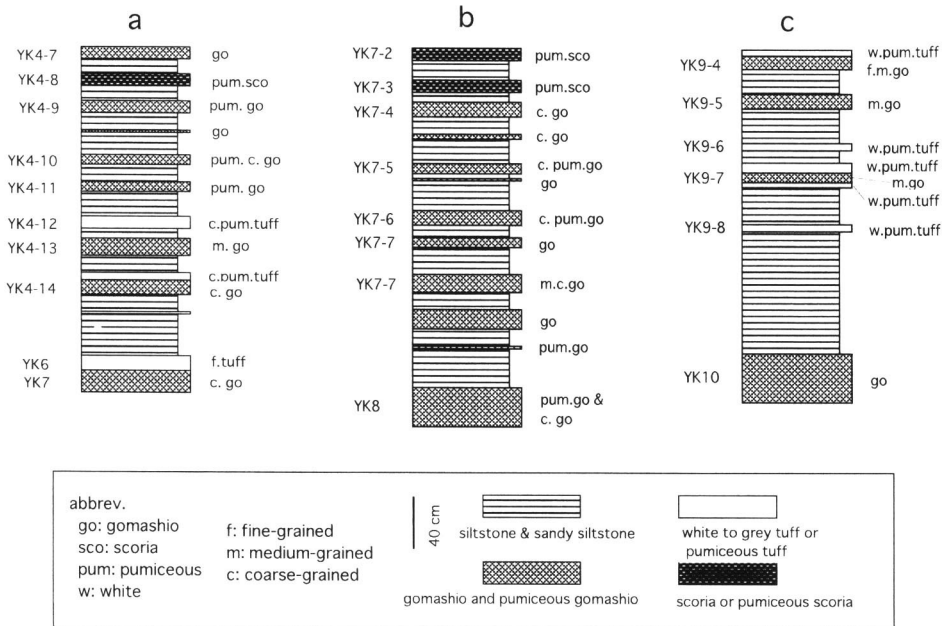 a
YK4-7 go
YK4-8 pum.sco
YK4-9 pum. go
go
YK4-10 pum. c. go
YK4-11 pum. go
YK4-12 c.pum.tuff
YK4-13 m. go
c.pum.tuff
YK4-14 c. go
YK6 f.tuff
YK7 c. go
b
YK7-2 pum.sco
YK7-3 pum.sco
YK7-4 c. go
c. go
YK7-5 c. pum.go
go
YK7-6 c. pum.go
YK7-7 go
YK7-7 m.c.go
go
pum.go
YK8 pum.go &
c. go
c
w.pum.tuff
YK9-4 f.m.go
YK9-5 m.go
YK9-6 w.pum.tuff
w.pum.tuff
YK9-7 m.go
w.pum.tuff
YK9-8 w.pum.tuff
YK10 go
abbrev.
go: gomashio
sco: scoria
pum: pumiceous
w: white
f: fine-grained
m: medium-grained
c: coarse-grained
40 cm
siltstone & sandy siltstone
gomashio and pumiceous gomashio
white to grey tuff or
pumiceous tuff
scoria or pumiceous scoria